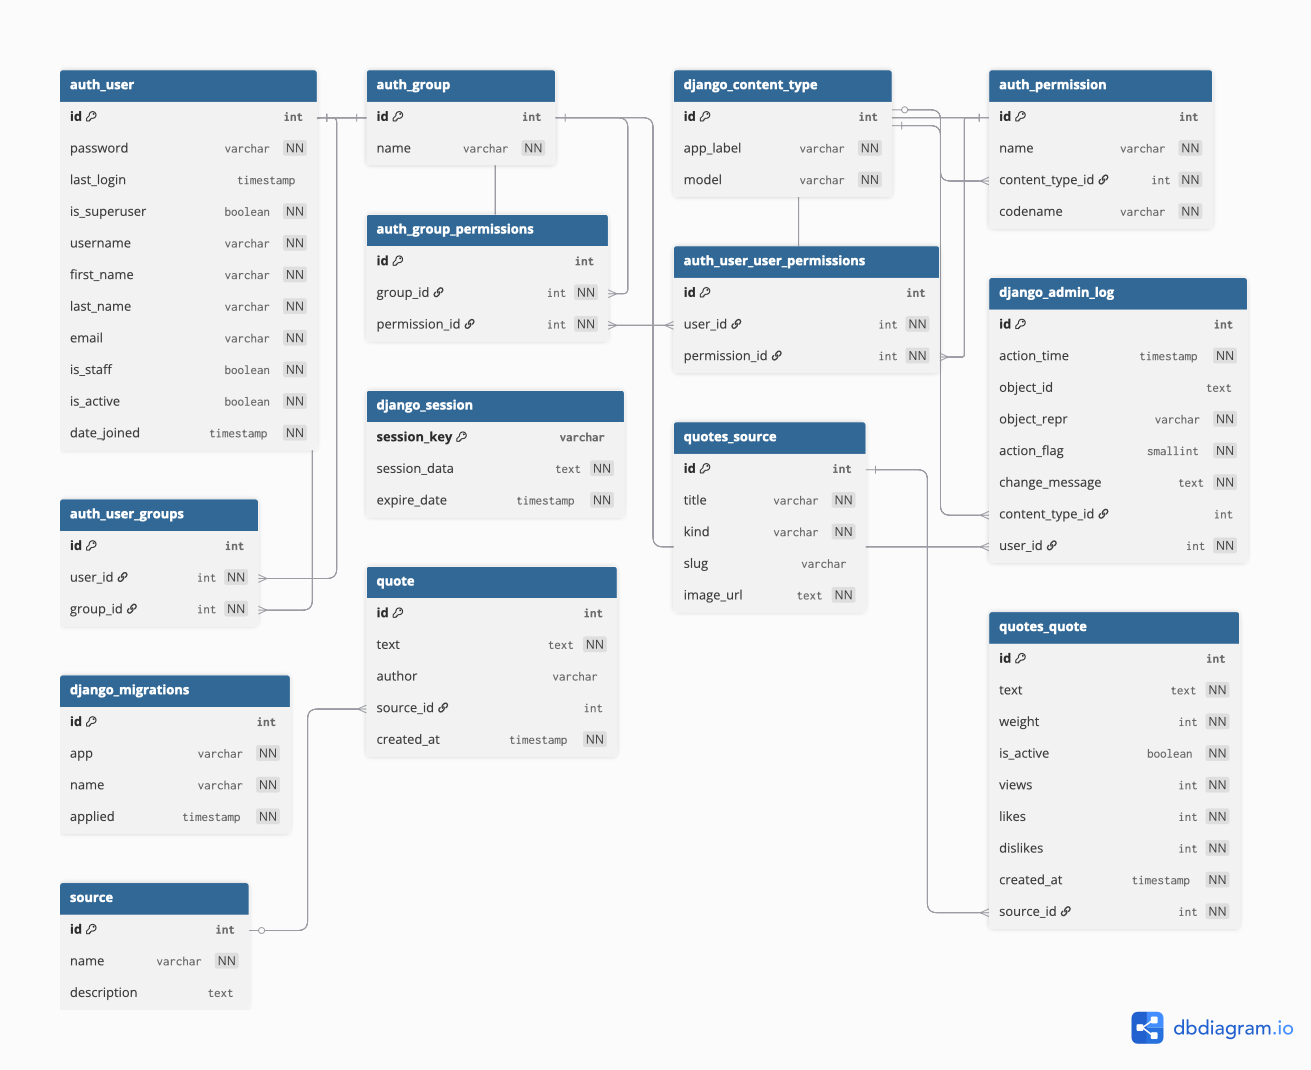 auth_user
id int
password varchar NN
last_login timestamp
is_superuser boolean NN
username varchar NN
first_name varchar NN
last_name varchar NN
email varchar NN
is_staff boolean NN
is_active boolean NN
date_joined timestamp NN
auth_user_groups
id int
user_id int NN
group_id int NN
django_migrations
id int
app varchar NN
name varchar NN
applied timestamp NN
source
id int
name varchar NN
description text
auth_group
id int
name varchar NN
auth_group_permissions
id int
group_id int NN
permission_id int NN
django_session
session_key varchar
session_data text NN
expire_date timestamp NN
quote
id int
text text NN
author varchar
source_id int
created_at timestamp NN
django_content_type
id int
app_label varchar NN
model varchar NN
auth_user_user_permissions
id int
user_id int NN
permission_id int NN
quotes_source
id int
title varchar NN
kind varchar NN
slug varchar
image_url text NN
auth_permission
id int
name varchar NN
content_type_id int NN
codename varchar NN
django_admin_log
id int
action_time timestamp NN
object_id text
object_repr varchar NN
action_flag smallint NN
change_message text NN
content_type_id int
user_id int NN
quotes_quote
id int
text text NN
weight int NN
is_active boolean NN
views int NN
likes int NN
dislikes int NN
created_at timestamp NN
source_id int NN
dbdiagram.io